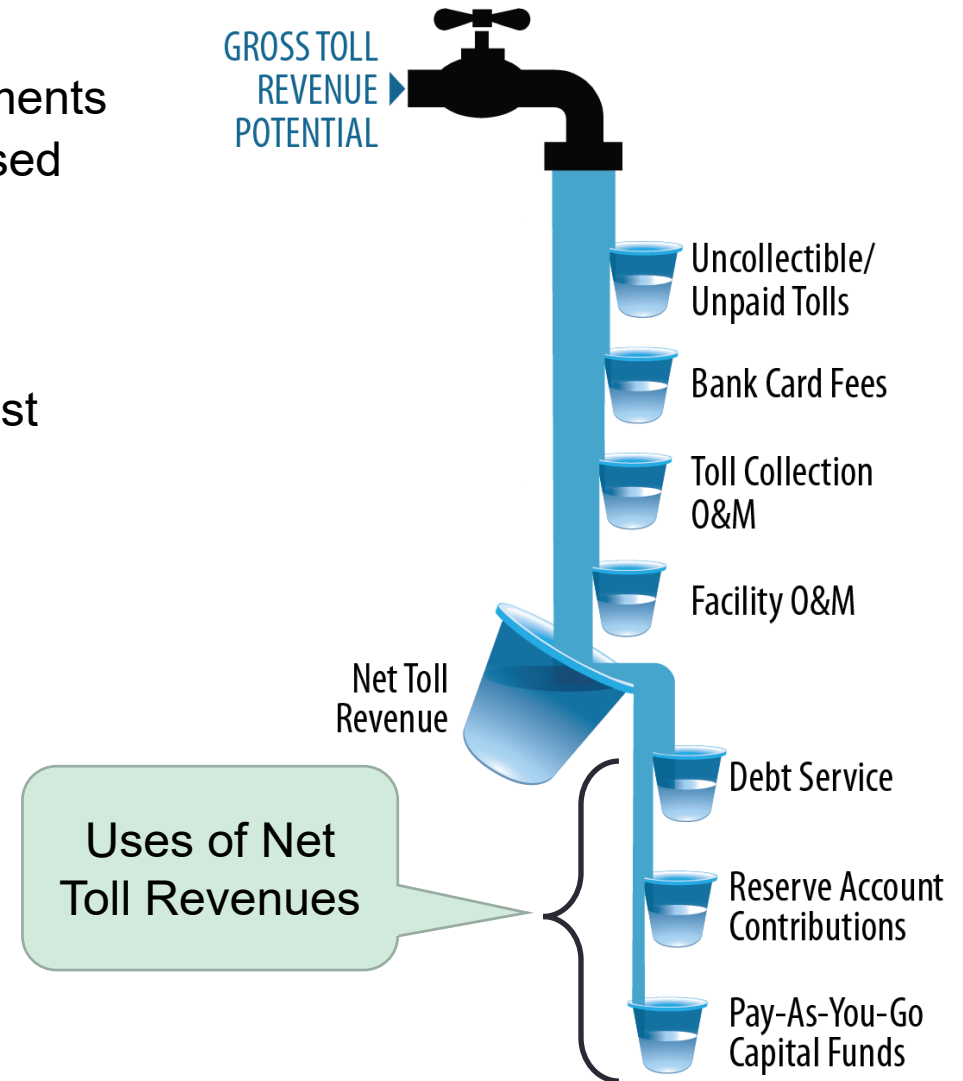 GROSS TOLL
REVENUE
POTENTIAL
ments
sed
st
Uncollectible/
Unpaid Tolls
Bank Card Fees
Toll Collection
O&M
Facility O&M
Net Toll
Revenue
Uses of Net
Toll Revenues
Debt Service
Reserve Account
Contributions
Pay-As-You-Go
Capital Funds